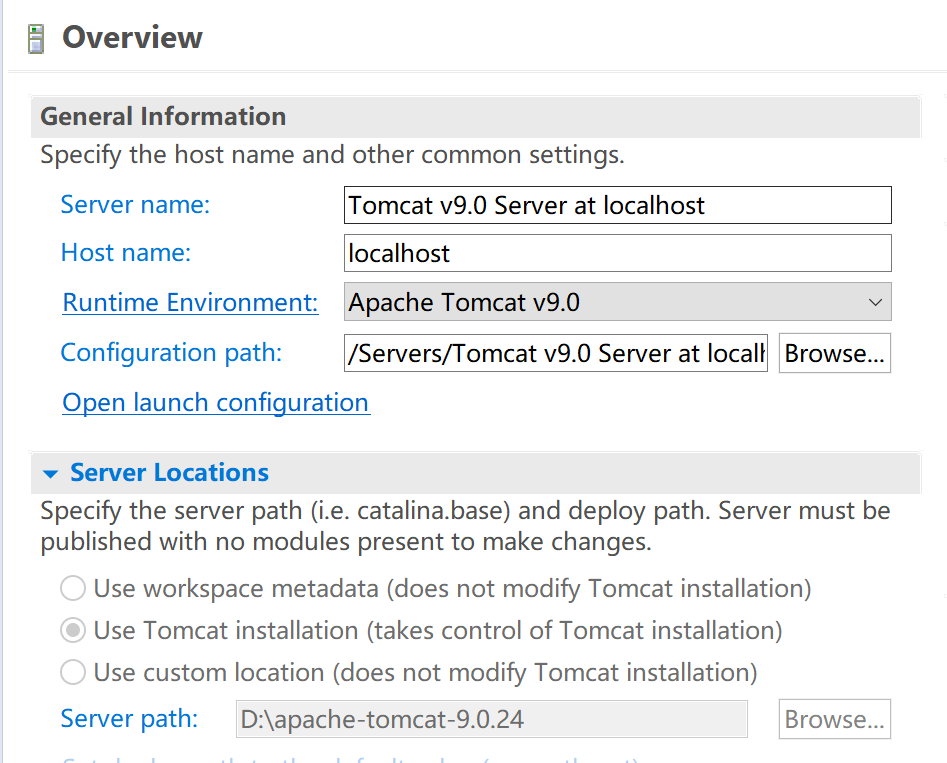 Overview
General Information
Specify the host name and other common settings.
Server name: Tomcat v9.0 Server at localhost
Host name: localhost
Runtime Environment: Apache Tomcat v9.0
Configuration path: /Servers/Tomcat v9.0 Server at local Browse...
Open launch configuration
Server Locations
Specify the server path (i.e. catalina.base) and deploy path. Server must be
published with no modules present to make changes.
Use workspace metadata (does not modify Tomcat installation)
Use Tomcat installation (takes control of Tomcat installation)
Use custom location (does not modify Tomcat installation)
Server path: D:\apache-tomcat-9.0.24 Browse...